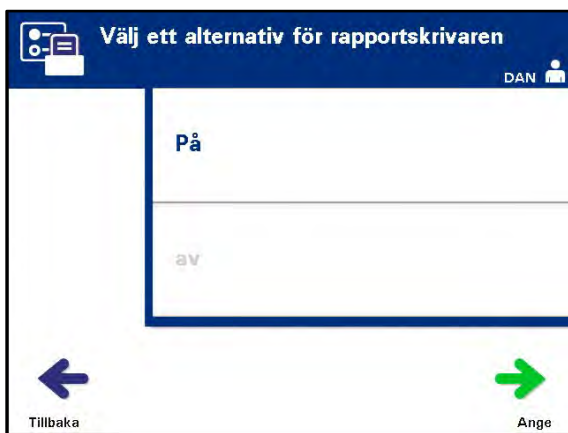 Välj ett alternativ för rapportskrivaren
DAN
På
av
Tillbaka
Ange